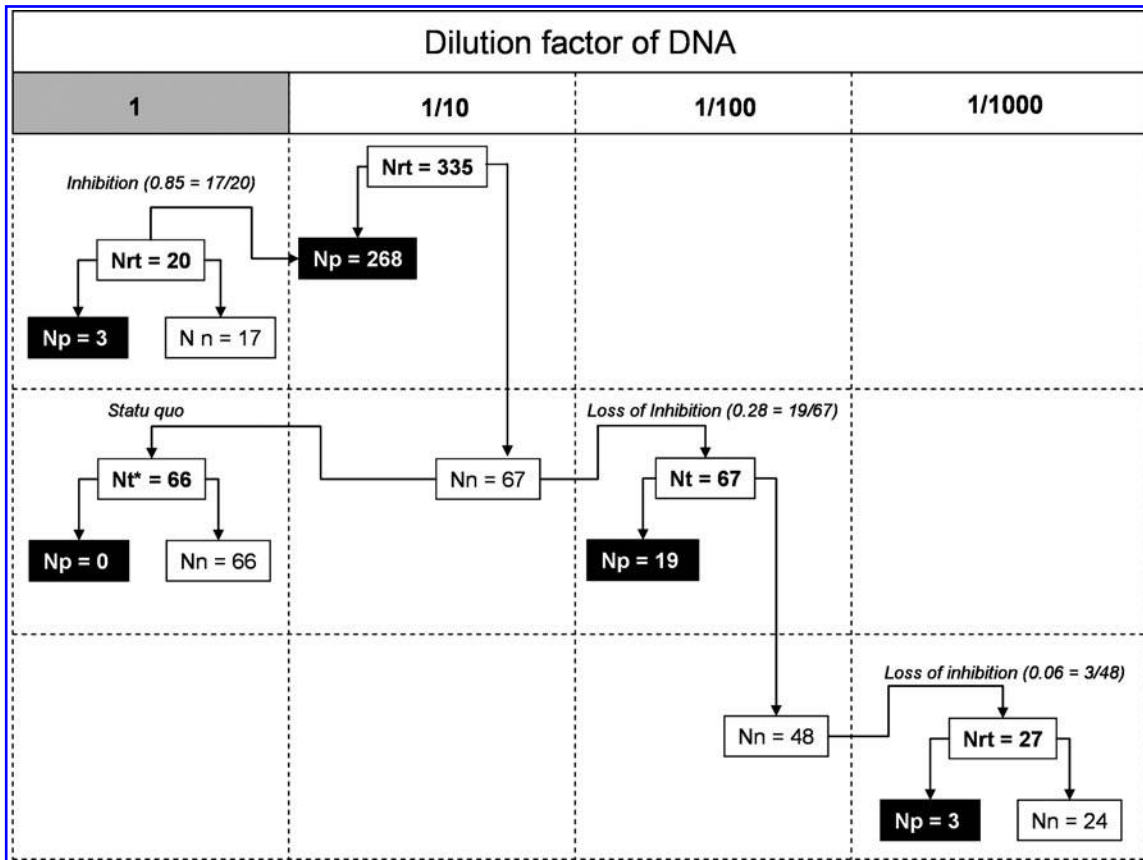 Dilution factor of DNA
1
1/10
1/100
1/1000
Nrt = 335
Inhibition (0.85 = 17/20)
Nrt = 20
Np = 268
Np = 3
N n = 17
Statu quo
Loss of Inhibition (0.28 = 19/67)
Nt* = 66
Nn = 67
Nt = 67
Np = 0
Nn = 66
Np = 19
Loss of inhibition (0.06 = 3/48)
Nn = 48
Nrt = 27
Np = 3
Nn = 24